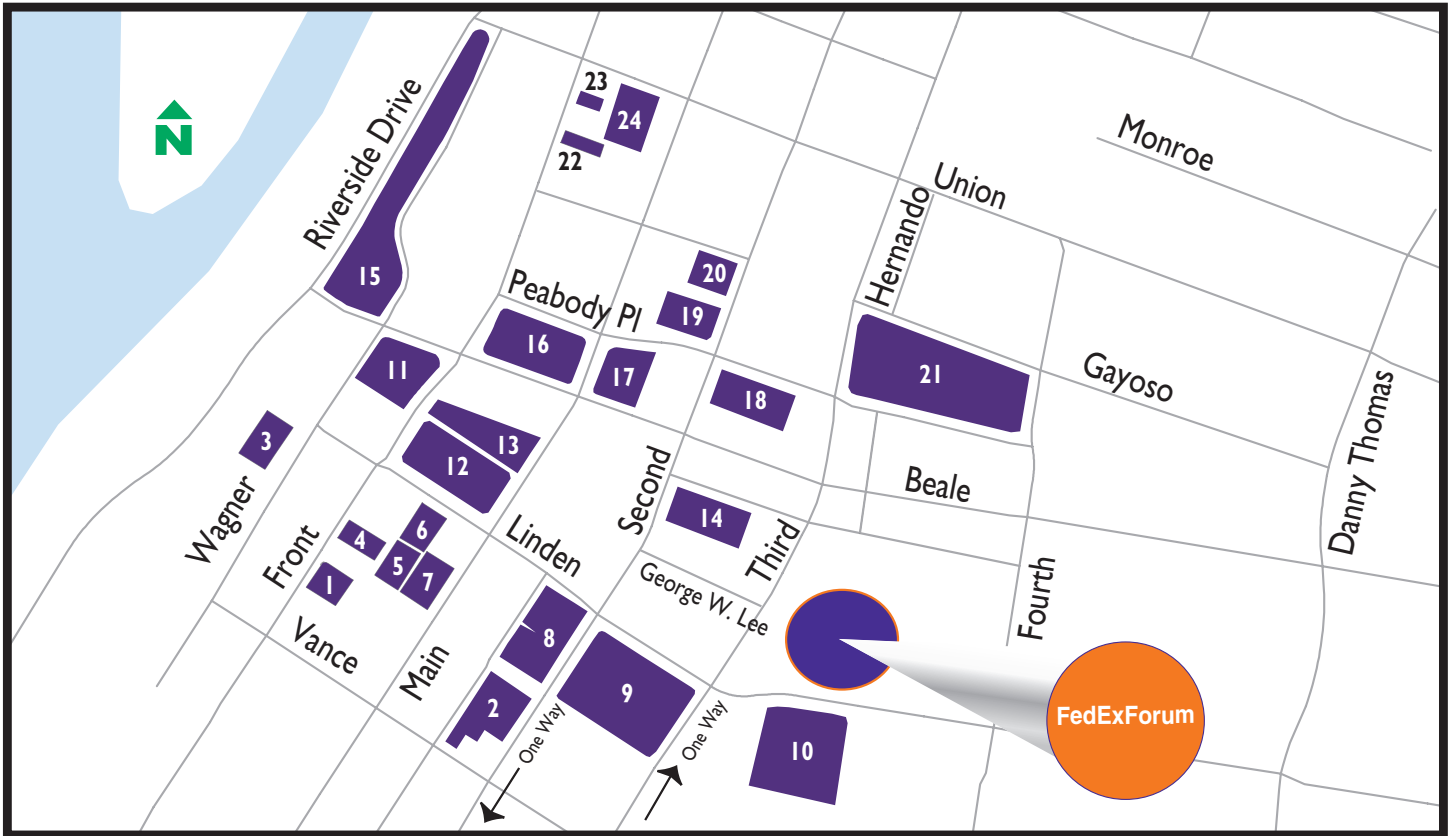 23
24
22
Monroe
Riverside Drive
Union
Hernando
15
20
Peabody Pl
19
16
11
17
21
18
Gayoso
Danny Thomas
3
13
12
Beale
Second
14
Third
Wagner
Front
6
4
5
7
1
Linden
George W. Lee
Fourth
Vance
Main
8
9
2
One Way
One Way
10
FedExForum
N